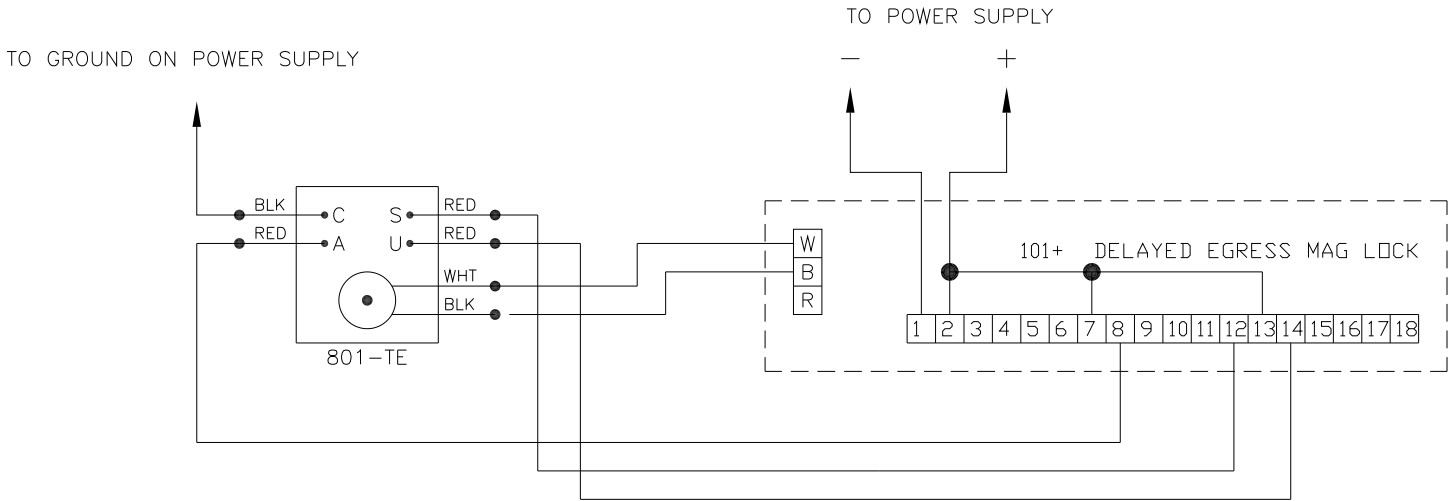 TO POWER SUPPLY
TO GROUND ON POWER SUPPLY
− +
BLK C S RED
RED A U RED
WHT
BLK
801-TE
W
B
R
101+ DELAYED EGRESS MAG LOCK
1 2 3 4 5 6 7 8 9 10 11 12 13 14 15 16 17 18